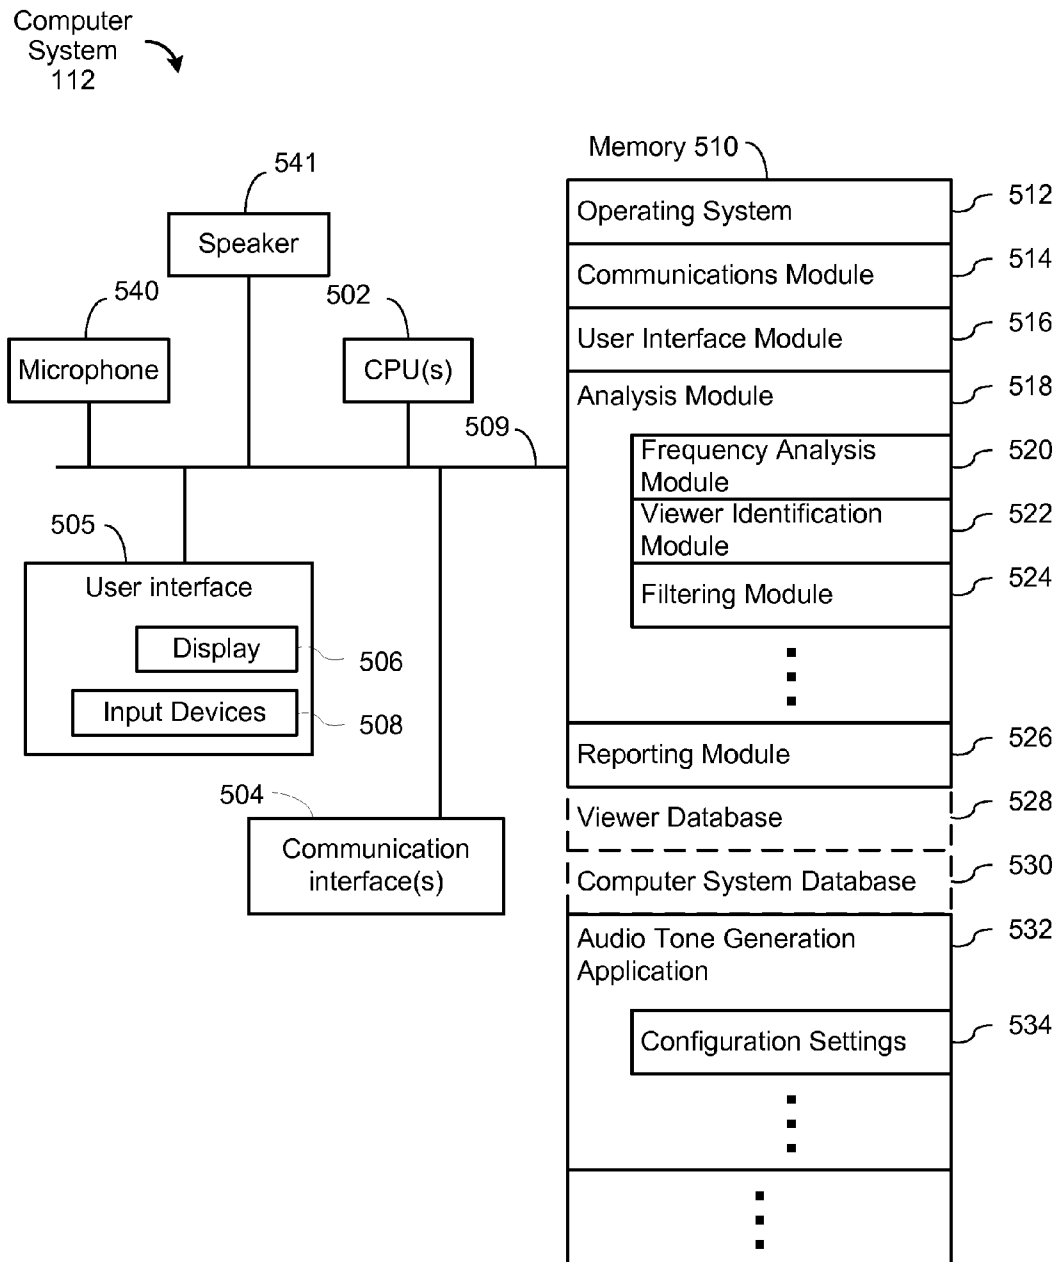 Computer
System
112
541
Speaker
540
Microphone
502
CPU(s)
509
505
User interface
Display
506
Input Devices
508
504
Communication
interface(s)
Memory 510
Operating System
512
Communications Module
514
User Interface Module
516
Analysis Module
518
Frequency Analysis
Module
520
Viewer Identification
Module
522
Filtering Module
524
Reporting Module
526
Viewer Database
528
Computer System Database
530
Audio Tone Generation
Application
532
Configuration Settings
534